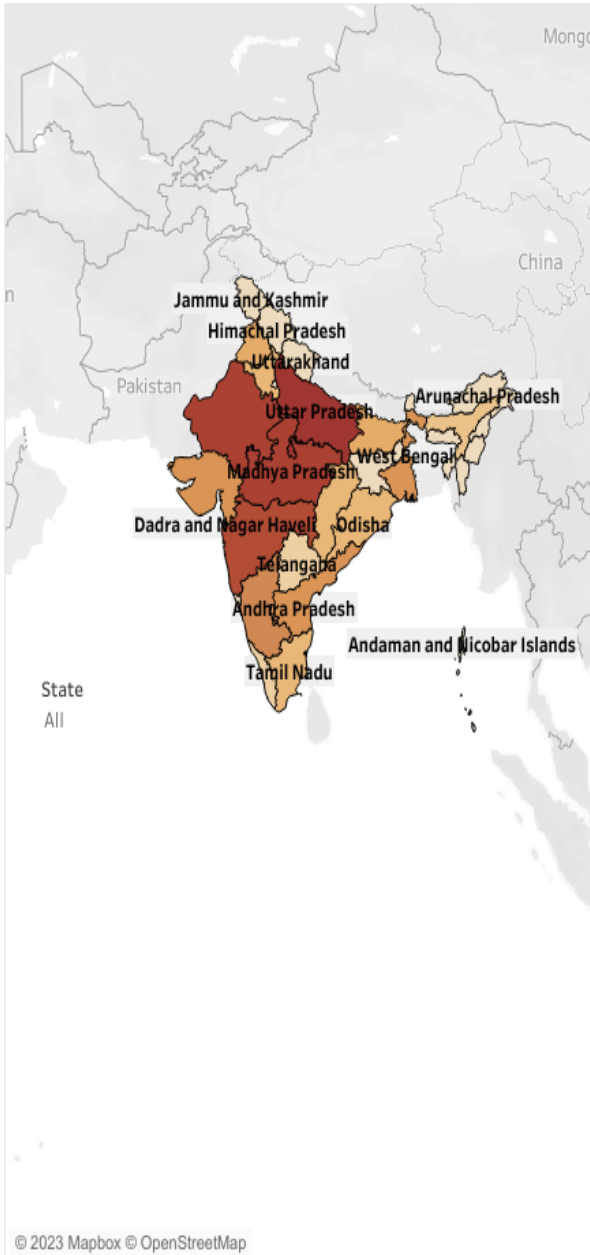 Mongo
China
n
Jammu and Kashmir
Himachal Pradesh
Uttarakhand
Pakistan
Arunachal Pradesh
Uttar Pradesh
West Bengal
Madhya Pradesh
Dadra and Nagar Haveli
Odisha
Telangana
Andhra Pradesh
Andaman and Nicobar Islands
Tamil Nadu
State
All
© 2023 Mapbox © OpenStreetMap